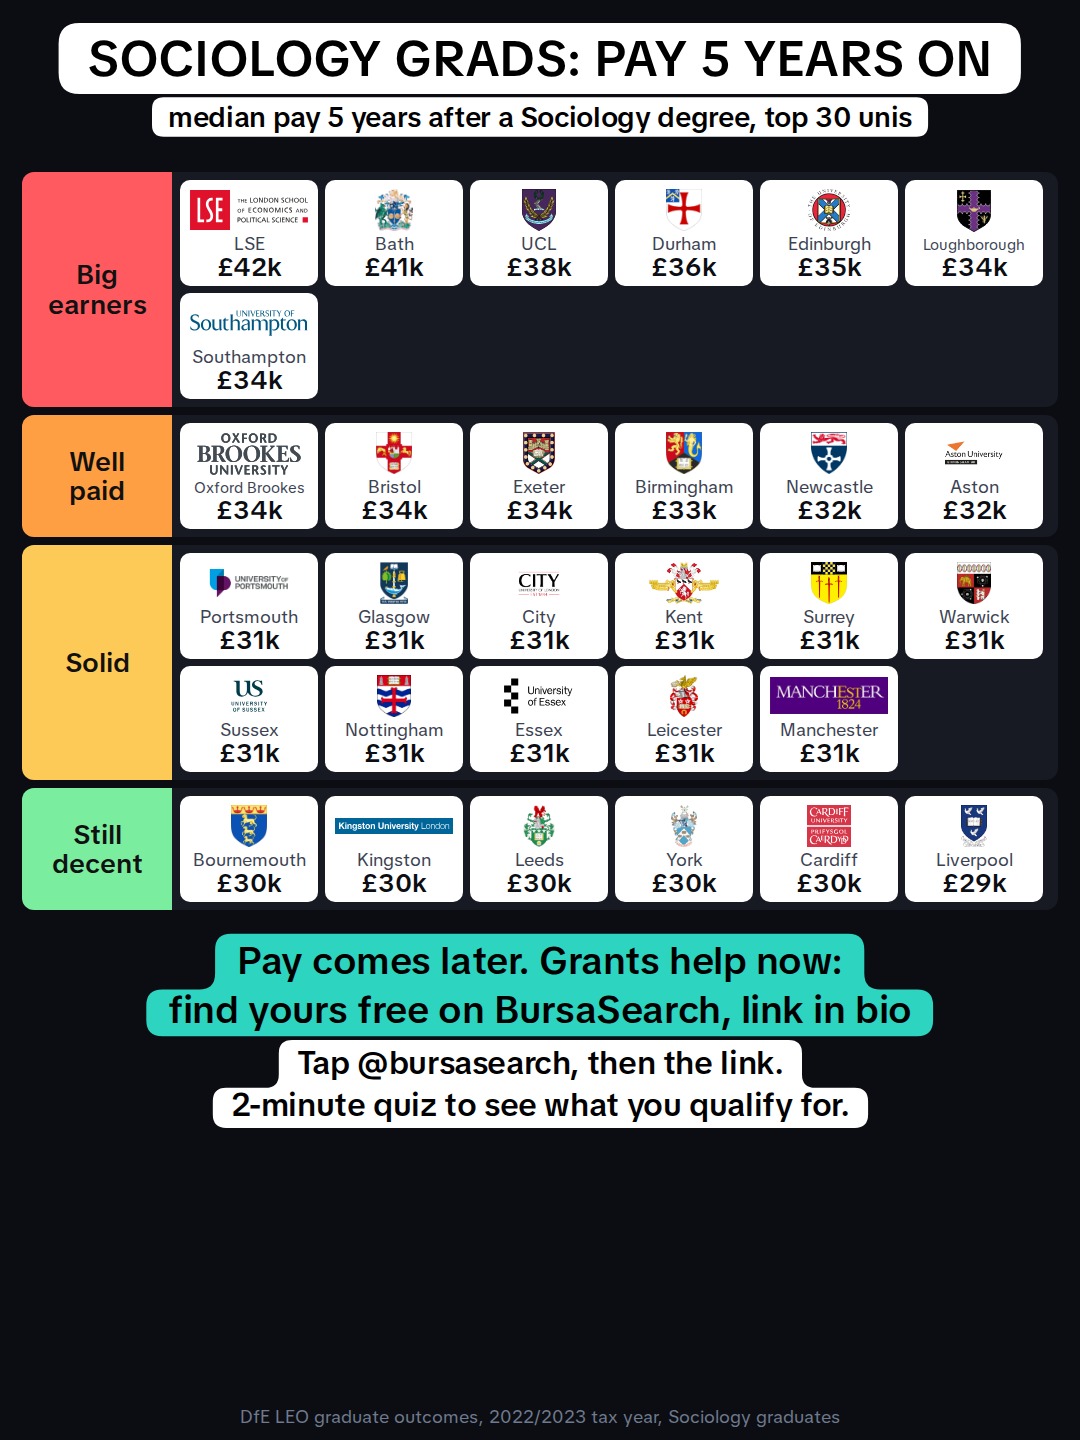 SOCIOLOGY GRADS: PAY 5 YEARS ON
median pay 5 years after a Sociology degree, top 30 unis
Big
earners
LSE
THE LONDON SCHOOL
OF ECONOMICS AND
POLITICAL SCIENCE
LSE
£42k
Bath
£41k
UCL
£38k
Durham
£36k
Edinburgh
£35k
Loughborough
£34k
UNIVERSITY OF
Southampton
Southampton
£34k
Well
paid
OXFORD
BROOKES
UNIVERSITY
Oxford Brookes
£34k
Bristol
£34k
Exeter
£34k
Birmingham
£33k
Newcastle
£32k
Aston University
Aston
£32k
Solid
UNIVERSITY OF
PORTSMOUTH
Portsmouth
£31k
Glasgow
£31k
CITY
UNIVERSITY OF LONDON
City
£31k
Kent
£31k
Surrey
£31k
Warwick
£31k
US
UNIVERSITY
OF SUSSEX
Sussex
£31k
Nottingham
£31k
University
of Essex
Essex
£31k
Leicester
£31k
MANCHESTER
1824
Manchester
£31k
Still
decent
Bournemouth
£30k
Kingston University London
Kingston
£30k
Leeds
£30k
York
£30k
CARDIFF
UNIVERSITY
PRIFYSGOL
CAERDYDD
Cardiff
£30k
Liverpool
£29k
Pay comes later. Grants help now:
find yours free on BursaSearch, link in bio
Tap @bursasearch, then the link.
2-minute quiz to see what you qualify for.
DfE LEO graduate outcomes, 2022/2023 tax year, Sociology graduates